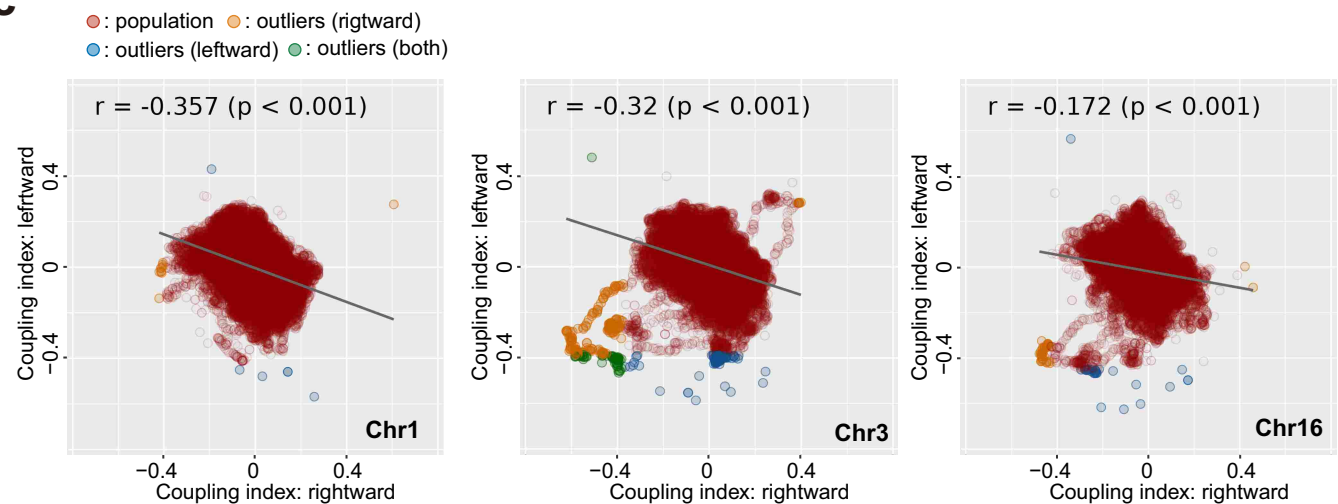 : population : outliers (rigtward)
: outliers (leftward) : outliers (both)
r = -0.357 (p < 0.001)
Coupling index: lefrtward
0.4
0
−0.4
Chr1
−0.4 0 0.4
Coupling index: rightward
r = -0.32 (p < 0.001)
Coupling index: leftward
0.4
0
−0.4
Chr3
−0.4 0 0.4
Coupling index: rightward
r = -0.172 (p < 0.001)
Coupling index: leftward
0.4
0
−0.4
Chr16
−0.4 0 0.4
Coupling index: rightward